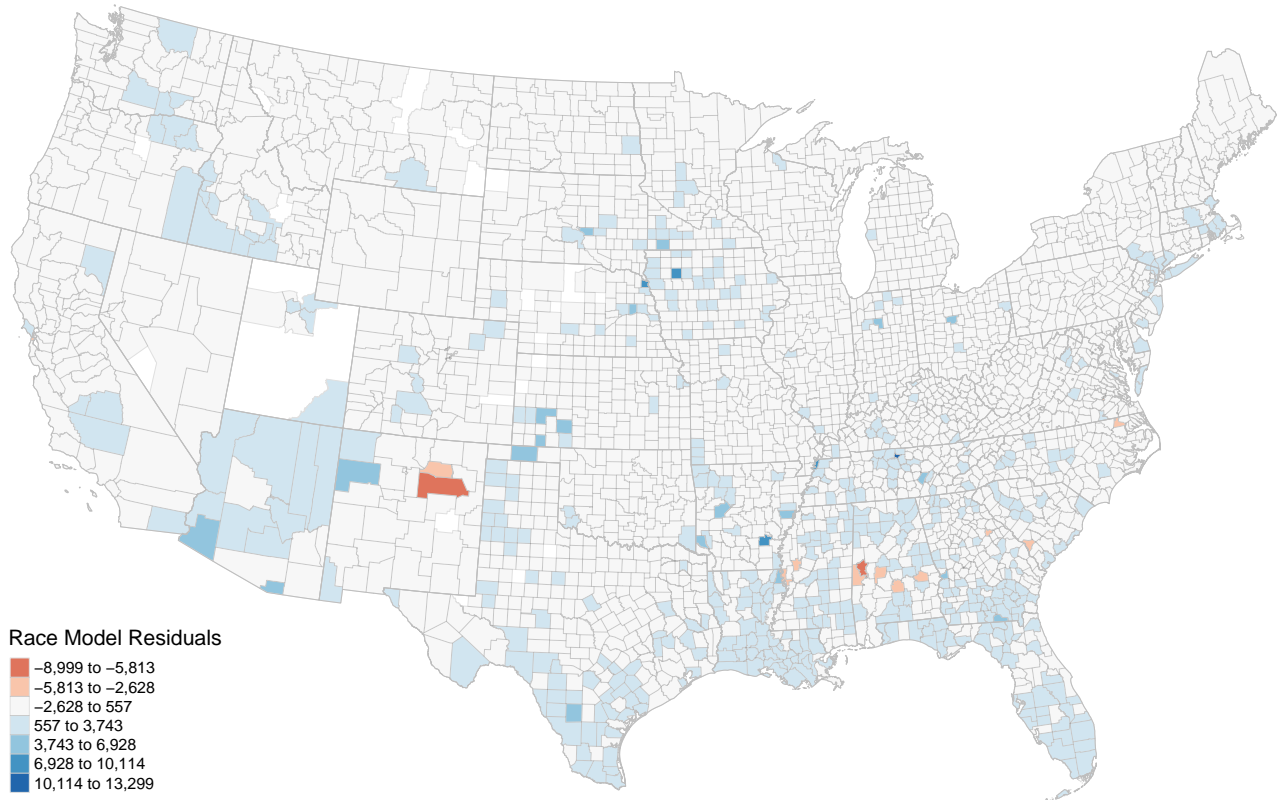 Race Model Residuals
−8,999 to −5,813
−5,813 to −2,628
−2,628 to 557
557 to 3,743
3,743 to 6,928
6,928 to 10,114
10,114 to 13,299